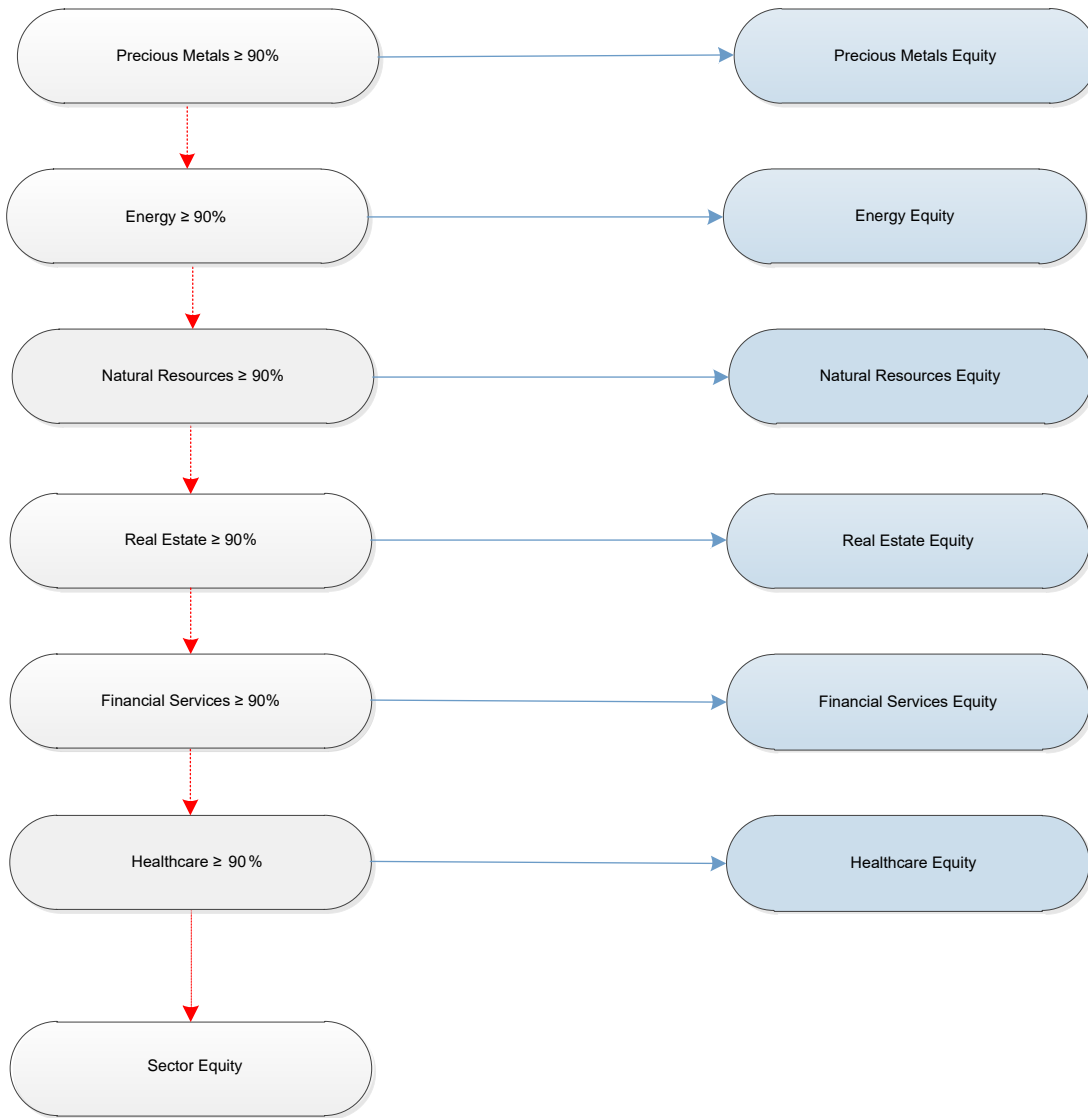 Precious Metals ≥ 90%
Precious Metals Equity
Energy ≥ 90%
Energy Equity
Natural Resources ≥ 90%
Natural Resources Equity
Real Estate ≥ 90%
Real Estate Equity
Financial Services ≥ 90%
Financial Services Equity
Healthcare ≥ 90%
Healthcare Equity
Sector Equity